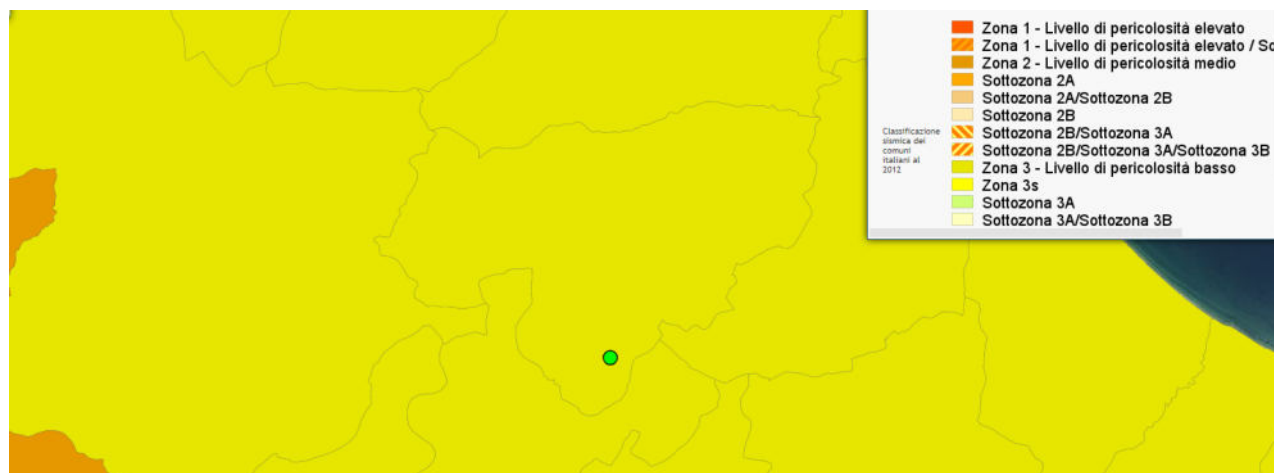 Zona 1 - Livello di pericolosità elevato
Zona 1 - Livello di pericolosità elevato / So
Zona 2 - Livello di pericolosità medio
Sottozona 2A
Sottozona 2A/Sottozona 2B
Sottozona 2B
Classificazione
sismica dei
comuni
italiani al
2012
Sottozona 2B/Sottozona 3A
Sottozona 2B/Sottozona 3A/Sottozona 3B
Zona 3 - Livello di pericolosità basso
Zona 3s
Sottozona 3A
Sottozona 3A/Sottozona 3B